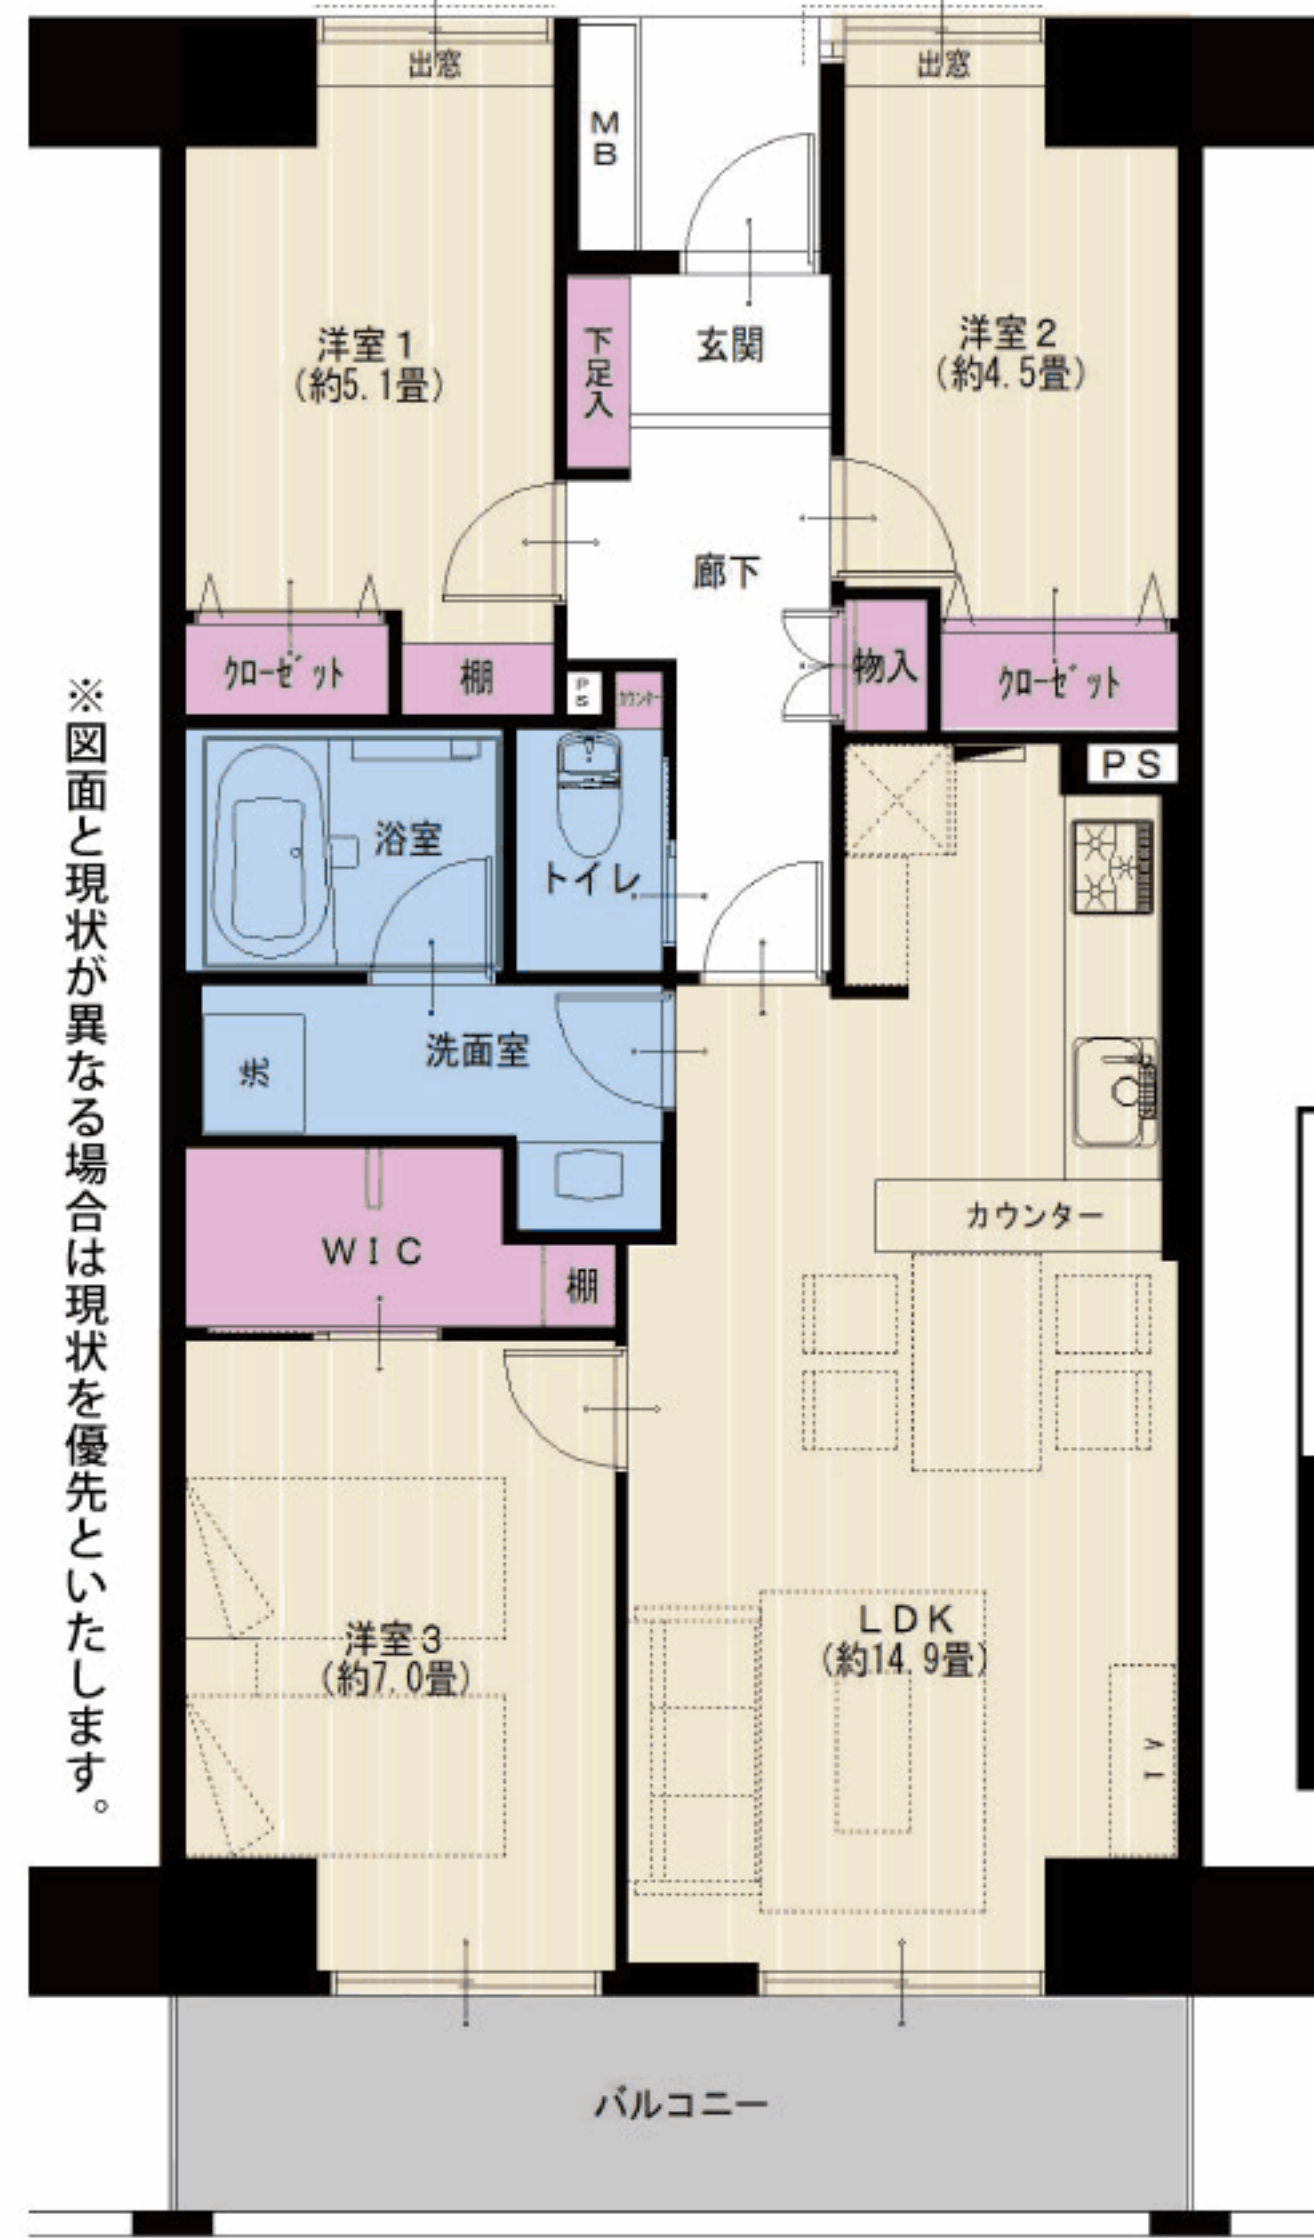 出窓
出窓
MB
洋室1
(約5.1畳)
下足入
玄関
洋室2
(約4.5畳)
廊下
クローゼット
棚
PS
カウンター
物入
クローゼット
PS
浴室
トイレ
洗面室
洗
カウンター
WIC
棚
※図面と現状が異なる場合は現状を優先といたします。
洋室3
(約7.0畳)
LDK
(約14.9畳)
TV
バルコニー